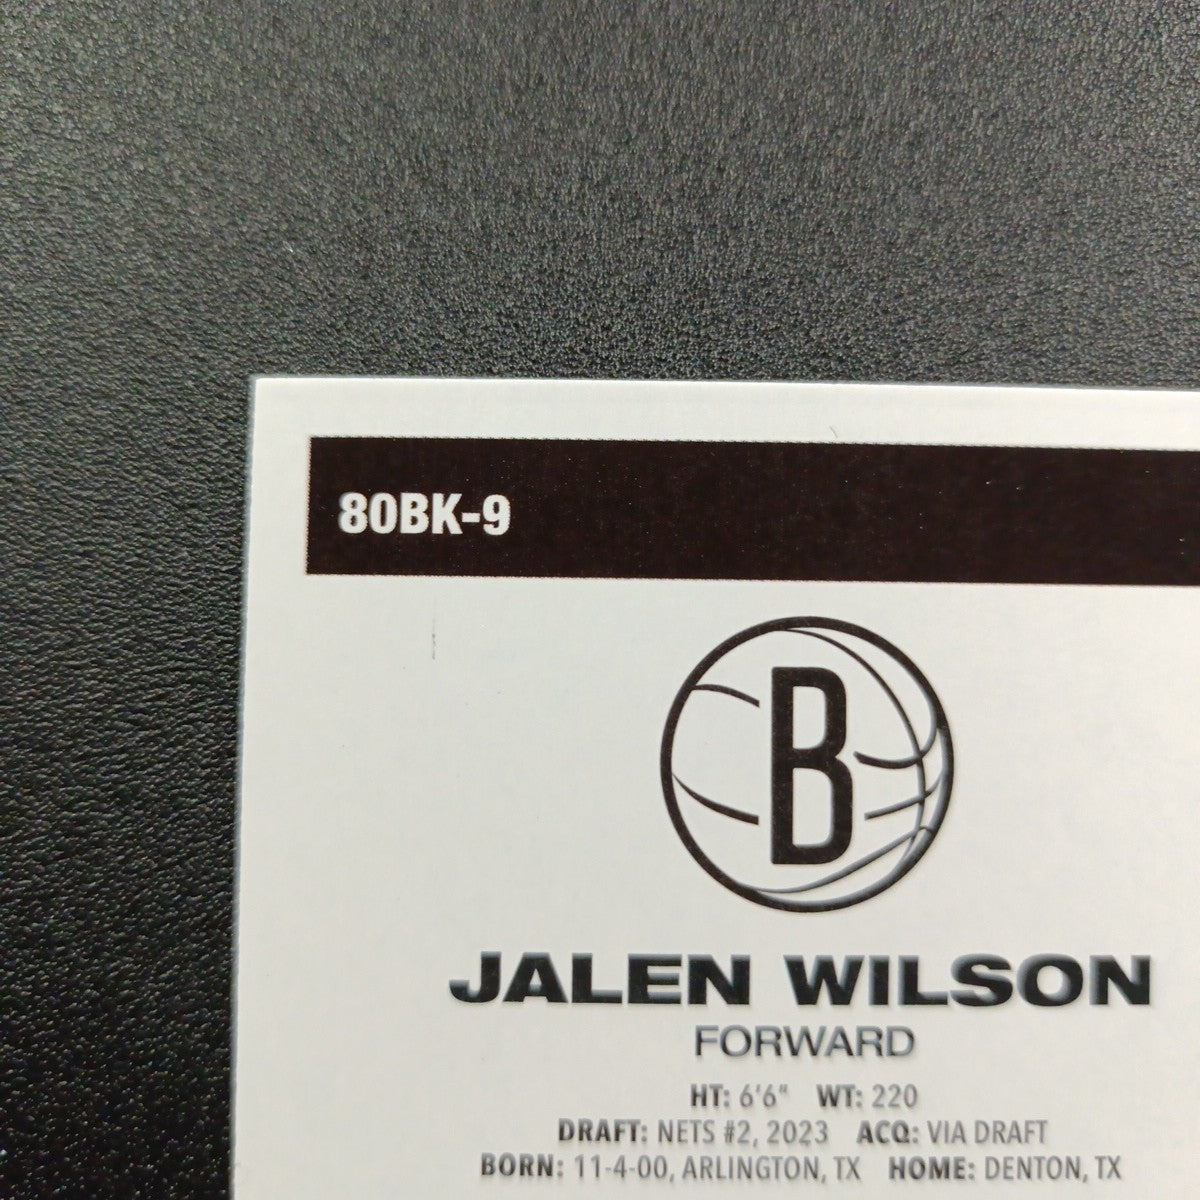 80BK-9
B
JALEN WILSON
FORWARD
HT: 6'6" WT: 220
DRAFT: NETS #2, 2023 ACQ: VIA DRAFT
BORN: 11-4-00, ARLINGTON, TX HOME: DENTON, TX